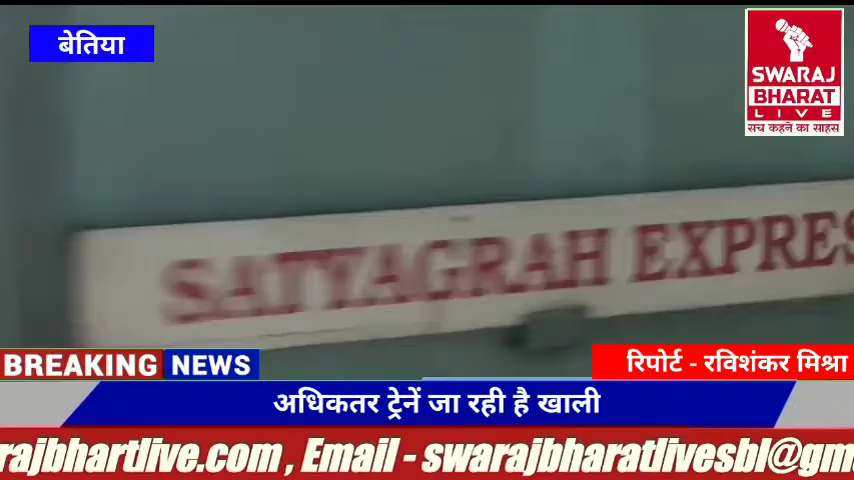 बेतिया
SWARAJ
BHARAT
LIVE
सच कहने का साहस
SATYAGRAH EXPRES
BREAKING NEWS
रिपोर्ट - रविशंकर मिश्रा
अधिकतर ट्रेनें जा रही है खाली
rajbhartlive.com , Email - swarajbharatlivesbl@gm